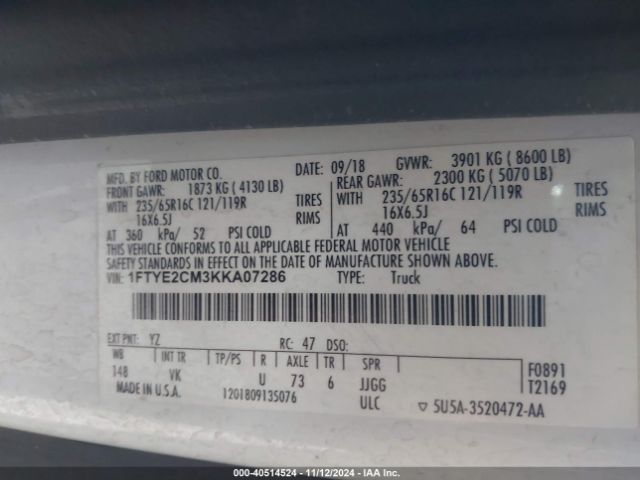 MFD. BY FORD MOTOR CO.
DATE: 09/18 GVWR: 3901 KG ( 8600 LB)
FRONT GAWR: 1873 KG ( 4130 LB)
REAR GAWR: 2300 KG ( 5070 LB)
WITH 235/65R16C 121/119R TIRES
WITH 235/65R16C 121/119R TIRES
16X6.5J RIMS
16X6.5J RIMS
AT 360 kPa/ 52 PSI COLD
AT 440 kPa/ 64 PSI COLD
THIS VEHICLE CONFORMS TO ALL APPLICABLE FEDERAL MOTOR VEHICLE
SAFETY STANDARDS IN EFFECT ON THE DATE OF MANUFACTURE SHOWN ABOVE.
VIN: 1FTYE2CM3KKA07286 TYPE: Truck
EXT PNT: YZ RC: 47 DSO:
WB INT TR TP/PS R AXLE TR SPR
148 VK U 73 6 JJGG
F0891
T2169
MADE IN U.S.A. 1201809135076 ULC ▽ 5U5A-3520472-AA
000-40514524 - 11/12/2024 - IAA Inc.